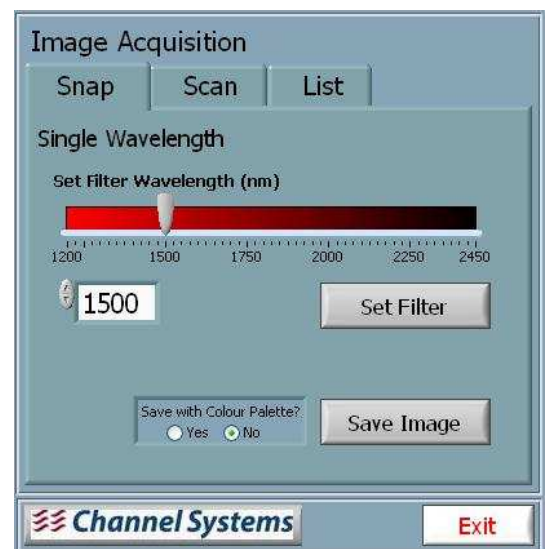 Image Acquisition
Snap Scan List
Single Wavelength
Set Filter Wavelength (nm)
1200 1500 1750 2000 2250 2450
1500 Set Filter
Save with Colour Palette?
Yes No
Save Image
Channel Systems Exit